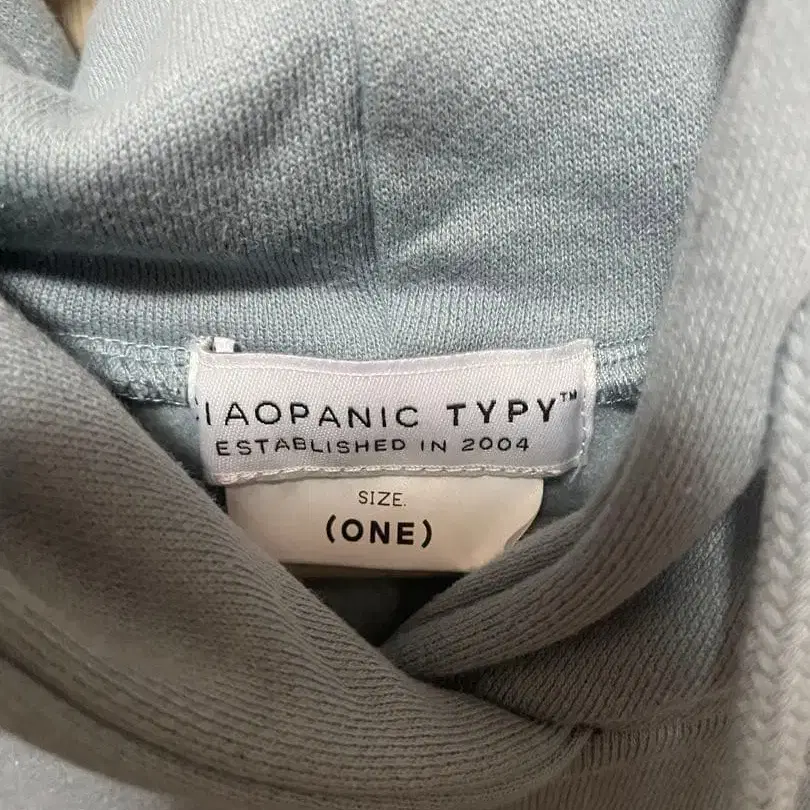 IAOPANIC TYPY™
ESTABLISHED IN 2004
SIZE.
(ONE)